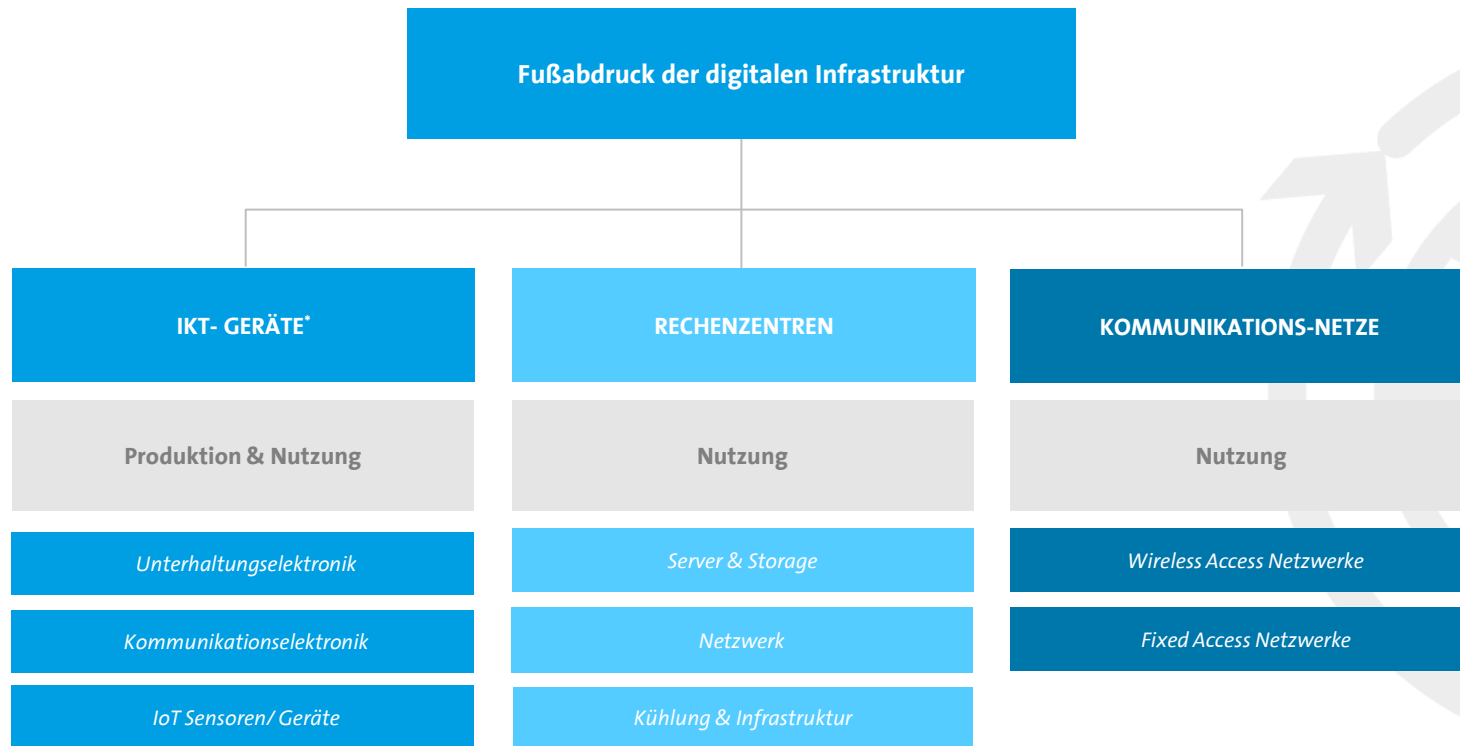 Fußabdruck der digitalen Infrastruktur
IKT- GERÄTE*
RECHENZENTREN
KOMMUNIKATIONS-NETZE
Produktion & Nutzung
Nutzung
Nutzung
Unterhaltungselektronik
Server & Storage
Wireless Access Netzwerke
Kommunikationselektronik
Netzwerk
Fixed Access Netzwerke
IoT Sensoren/ Geräte
Kühlung & Infrastruktur